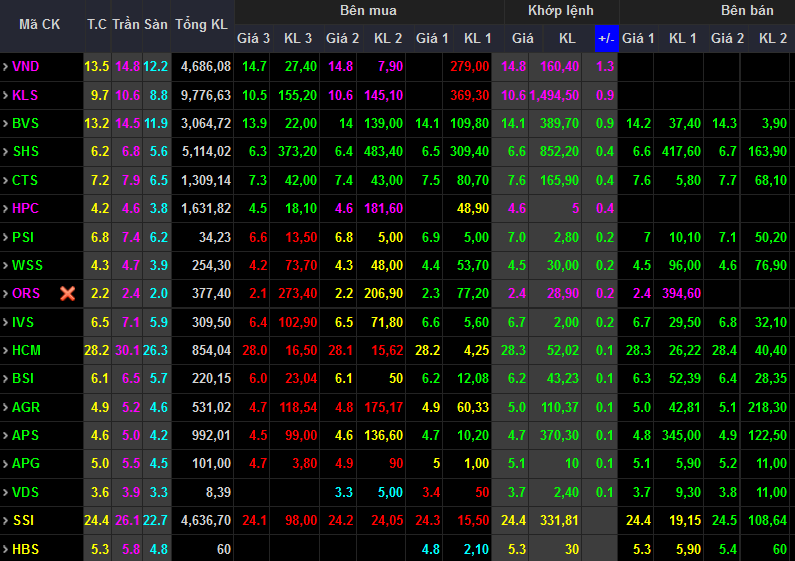 Mã CK T.C Trần Sàn Tổng KL Bên mua Khớp lệnh Bên bán
Giá 3 KL 3 Giá 2 KL 2 Giá 1 KL 1 Giá KL +/- Giá 1 KL 1 Giá 2 KL 2
VND 13.5 14.8 12.2 4,686,08 14.7 27,40 14.8 7,90 279,00 14.8 160,40 1.3
KLS 9.7 10.6 8.8 9,776,63 10.5 155,20 10.6 145,10 369,30 10.6 1,494,50 0.9
BVS 13.2 14.5 11.9 3,064,72 13.9 22,00 14 139,00 14.1 109,80 14.1 389,70 0.9 14.2 37,40 14.3 3,90
SHS 6.2 6.8 5.6 5,114,02 6.3 373,20 6.4 483,40 6.5 309,40 6.6 852,20 0.4 6.6 417,60 6.7 163,90
CTS 7.2 7.9 6.5 1,309,14 7.3 42,00 7.4 43,00 7.5 80,70 7.6 165,90 0.4 7.6 5,80 7.7 68,10
HPC 4.2 4.6 3.8 1,631,82 4.5 18,10 4.6 181,60 48,90 4.6 5 0.4
PSI 6.8 7.4 6.2 34,23 6.6 13,50 6.8 5,00 6.9 5,00 7.0 2,80 0.2 7 10,10 7.1 50,20
WSS 4.3 4.7 3.9 254,30 4.2 73,70 4.3 48,00 4.4 53,70 4.5 30,00 0.2 4.5 96,00 4.6 76,90
ORS 2.2 2.4 2.0 377,40 2.1 273,40 2.2 206,90 2.3 77,20 2.4 28,90 0.2 2.4 394,60
IVS 6.5 7.1 5.9 309,50 6.4 102,90 6.5 71,80 6.6 5,60 6.7 2,00 0.2 6.7 29,50 6.8 32,10
HCM 28.2 30.1 26.3 854,04 28.0 16,50 28.1 15,62 28.2 4,25 28.3 52,02 0.1 28.3 26,22 28.4 40,40
BSI 6.1 6.5 5.7 220,15 6.0 23,04 6.1 50 6.2 12,08 6.2 43,23 0.1 6.3 52,39 6.4 28,35
AGR 4.9 5.2 4.6 531,02 4.7 118,54 4.8 175,17 4.9 60,33 5.0 110,37 0.1 5.0 42,81 5.1 218,30
APS 4.6 5.0 4.2 992,01 4.5 99,00 4.6 136,60 4.7 10,20 4.7 370,30 0.1 4.8 345,00 4.9 122,50
APG 5.0 5.5 4.5 101,00 4.7 3,80 4.9 90 5 1,00 5.1 10 0.1 5.1 5,90 5.2 11,00
VDS 3.6 3.9 3.3 8,39 3.3 5,00 3.4 50 3.7 2,40 0.1 3.7 9,30 3.8 11,00
SSI 24.4 26.1 22.7 4,636,70 24.1 98,00 24.2 24,05 24.3 15,50 24.4 331,81 24.4 19,15 24.5 108,64
HBS 5.3 5.8 4.8 60 4.8 2,10 5.3 30 5.3 5,90 5.4 60